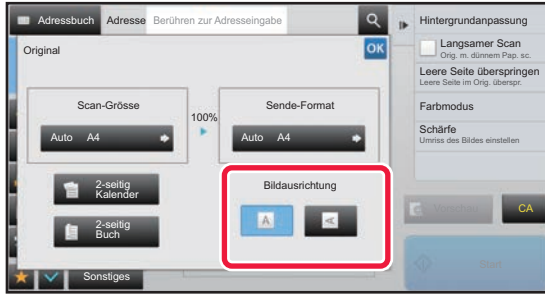 Adressbuch Adresse Berühren zur Adresseingabe
Original
OK
Scan-Grösse
Auto A4
100%
Sende-Format
Auto A4
2-seitig
Kalender
2-seitig
Buch
Bildausrichtung
A
A
Sonstiges
Hintergrundanpassung
Langsamer Scan
Orig. m. dünnem Pap. sc.
Leere Seite überspringen
Leere Seite im Orig. überspr.
Farbmodus
Schärfe
Umriss des Bildes einstellen
Vorschau
CA
Start